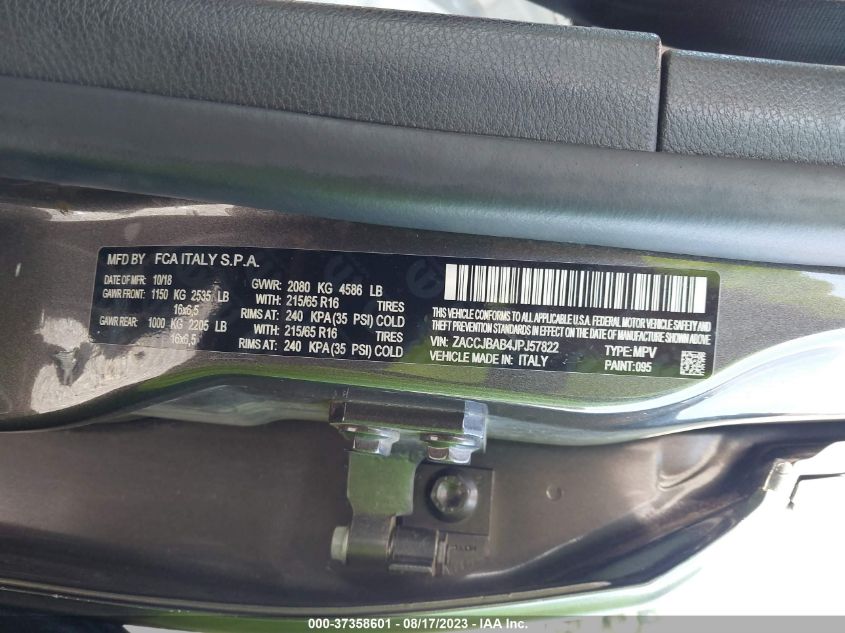 MFD BY FCA ITALY S.P.A.
DATE OF MFR: 10/18 GVWR: 2080 KG 4586 LB
GAWR FRONT: 1150 KG 2535 LB WITH: 215/65 R16 TIRES
16x6,5 RIMS AT: 240 KPA(35 PSI) COLD
GAWR REAR: 1000 KG 2205 LB WITH: 215/65 R16 TIRES
16x6,5 RIMS AT: 240 KPA(35 PSI) COLD
THIS VEHICLE CONFORMS TO ALL APPLICABLE U.S.A. FEDERAL MOTOR VEHICLE SAFETY AND
THEFT PREVENTION STANDARDS IN EFFECT ON THE DATE OF MANUFACTURE SHOWN ABOVE
VIN: ZACCJBAB4JPJ57822 TYPE: MPV
VEHICLE MADE IN: ITALY PAINT: 095
000-37358601 - 08/17/2023 - IAA Inc.